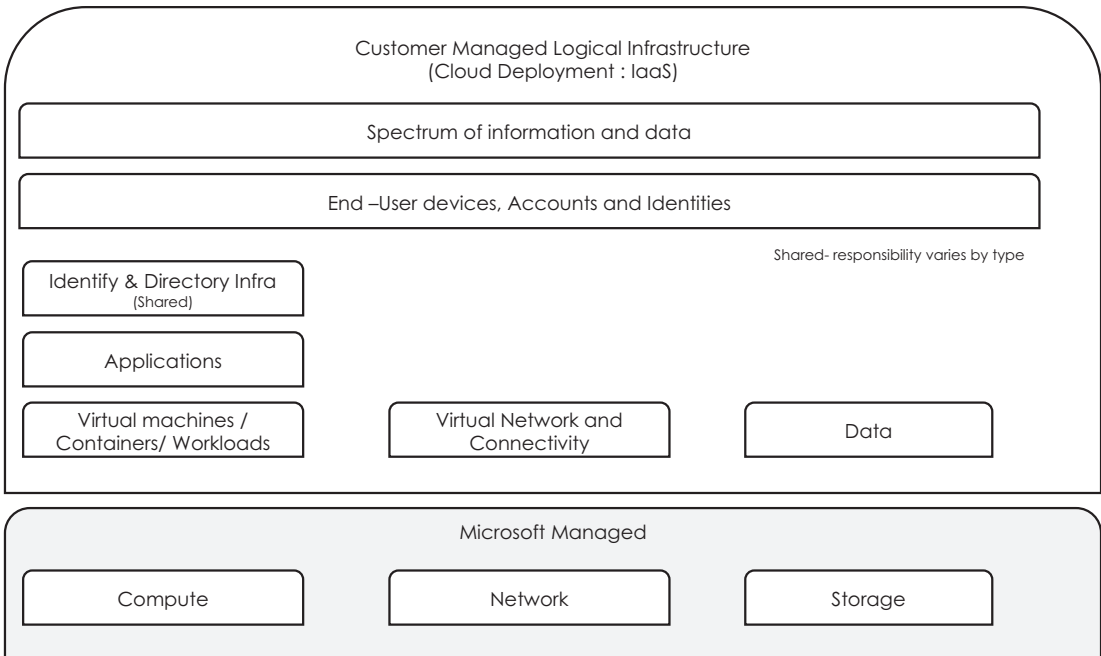 Customer Managed Logical Infrastructure
(Cloud Deployment : IaaS)
Spectrum of information and data
End –User devices, Accounts and Identities
Shared- responsibility varies by type
Identify & Directory Infra
(Shared)
Applications
Virtual machines /
Containers/ Workloads
Virtual Network and
Connectivity
Data
Microsoft Managed
Compute
Network
Storage